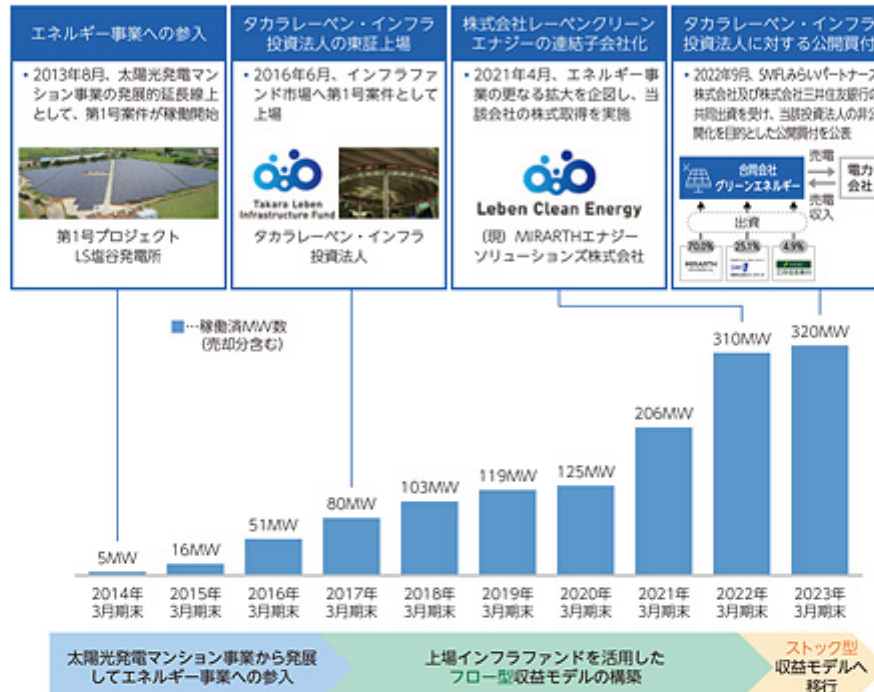 エネルギー事業への参入
• 2013年8月、太陽光発電マン
ション事業の発展的延長線上
として、第1号案件が稼働開始
第1号プロジェクト
LS塩谷発電所
タカラレーベン・インフラ
投資法人の東証上場
• 2016年6月、インフラファ
ンド市場へ第1号案件として
上場
Takara Leben
Infrastructure Fund
タカラレーベン・インフラ
投資法人
株式会社レーベンクリーン
エナジーの連結子会社化
• 2021年4月、エネルギー事
業の更なる拡大を企図し、当
該会社の株式取得を実施
Leben Clean Energy
(現) MIRARTHエナジー
ソリューションズ株式会社
タカラレーベン・インフラ
投資法人に対する公開買付
• 2022年9月、SMFLみらいパートナーズ
株式会社及び株式会社三井住友銀行の
共同出資を受け、当該投資法人の非公
開化を目的とした公開買付を公表
合同会社
グリーンエネルギー
売電
電力
会社
売電
収入
出資
70.0%
25.1%
4.9%
MIRARTH
■…稼働済MW数
(売却分含む)
5MW
16MW
51MW
80MW
103MW
119MW
125MW
206MW
310MW
320MW
2014年
3月期末
2015年
3月期末
2016年
3月期末
2017年
3月期末
2018年
3月期末
2019年
3月期末
2020年
3月期末
2021年
3月期末
2022年
3月期末
2023年
3月期末
太陽光発電マンション事業から発展
してエネルギー事業への参入
上場インフラファンドを活用した
フロー型収益モデルの構築
ストック型
収益モデルへ
移行